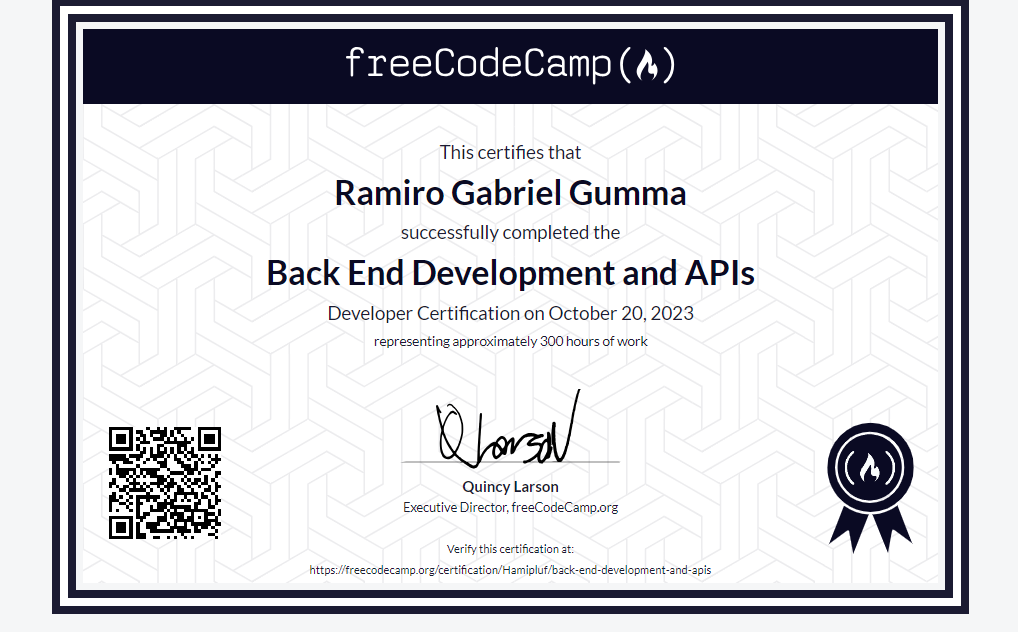 freeCodeCamp
This certifies that
Ramiro Gabriel Gumma
successfully completed the
Back End Development and APIs
Developer Certification on October 20, 2023
representing approximately 300 hours of work
Quincy Larson
Executive Director, freeCodeCamp.org
Verify this certification at:
https://freecodecamp.org/certification/Hamipluf/back-end-development-and-apis